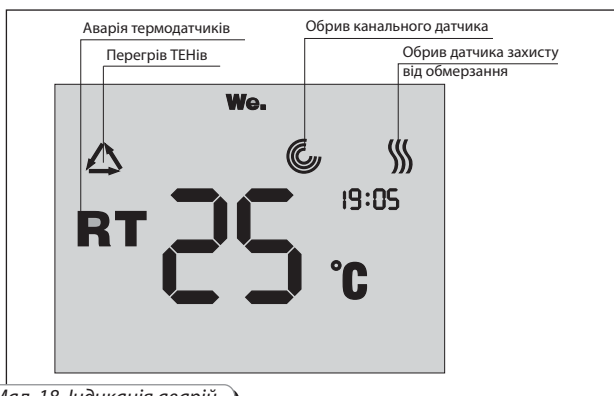 Аварія термодатчиків
Обрив канального датчика
Перегрів ТЕНів
Обрив датчика захисту
від обмерзання
We.
19:05
RT 25 °C
Мал. 18. Індикація аварій